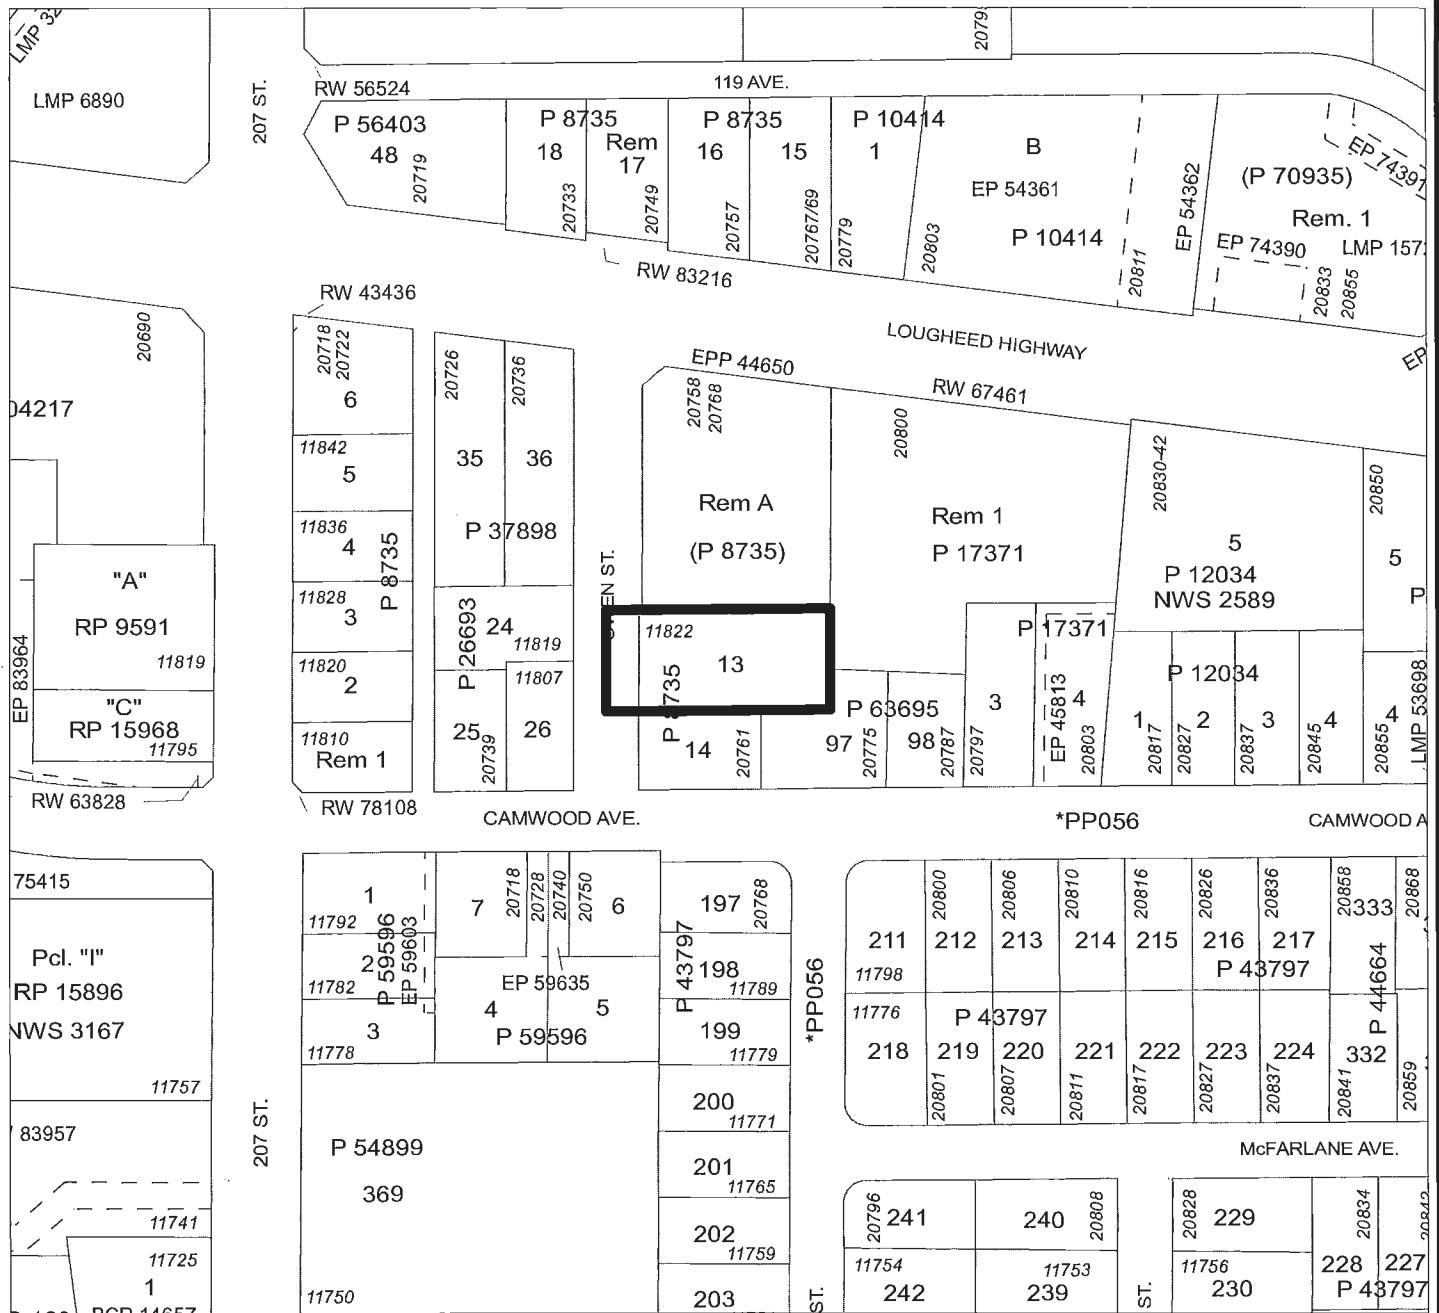 LMP 32
LMP 6890
207 ST.
RW 56524
119 AVE.
2079
P 56403
48
20719
P 8735
18
20733
Rem
17
20749
P 8735
16
20757
15
20767/69
P 10414
1
20779
20803
B
EP 54361
P 10414
20811
EP 54362
EP 74391
(P 70935)
Rem. 1
EP 74390
LMP 157
20833
20855
RW 83216
RW 43436
LOUGHEED HIGHWAY
EP
20690
04217
20718
20722
6
11842
5
11836
4
P 8735
11828
3
11820
2
11810
Rem 1
20726
20736
35
36
P 37898
P 26693
24
11819
11807
25
20739
26
EPP 44650
RW 67461
20758
20768
Rem A
(P 8735)
EN ST.
20800
Rem 1
P 17371
20830-42
5
P 12034
NWS 2589
20850
5
P
11822
13
P 8735
14
20761
P 63695
97
20775
98
20787
3
20797
P 17371
EP 45813
4
20803
P 12034
1
20817
2
20827
3
20837
4
20845
4
20855
LMP 53698
"A"
RP 9591
11819
EP 83964
"C"
RP 15968
11795
RW 63828
RW 78108
CAMWOOD AVE.
*PP056
CAMWOOD A
75415
Pcl. "I"
RP 15896
NWS 3167
11757
83957
11741
11725
1
BCP 14657
207 ST.
1
11792
2
11782
3
11778
P 59596
EP 59603
7
20718
20728
20740
20750
6
EP 59635
4
5
P 59596
P 54899
369
11750
197
20768
P 43797
198
11789
199
11779
200
11771
201
11765
202
11759
203
*PP056
ST.
211
11798
20800
212
20806
213
20810
214
20816
215
20826
216
20836
217
P 43797
20858
333
20868
P 44664
11776
P 43797
218
219
20801
220
20807
221
20811
222
20817
223
20827
224
20837
332
20841
20859
McFARLANE AVE.
20796
241
240
20808
11754
242
11753
239
ST.
20828
229
11756
230
20834
228
227
P 43797